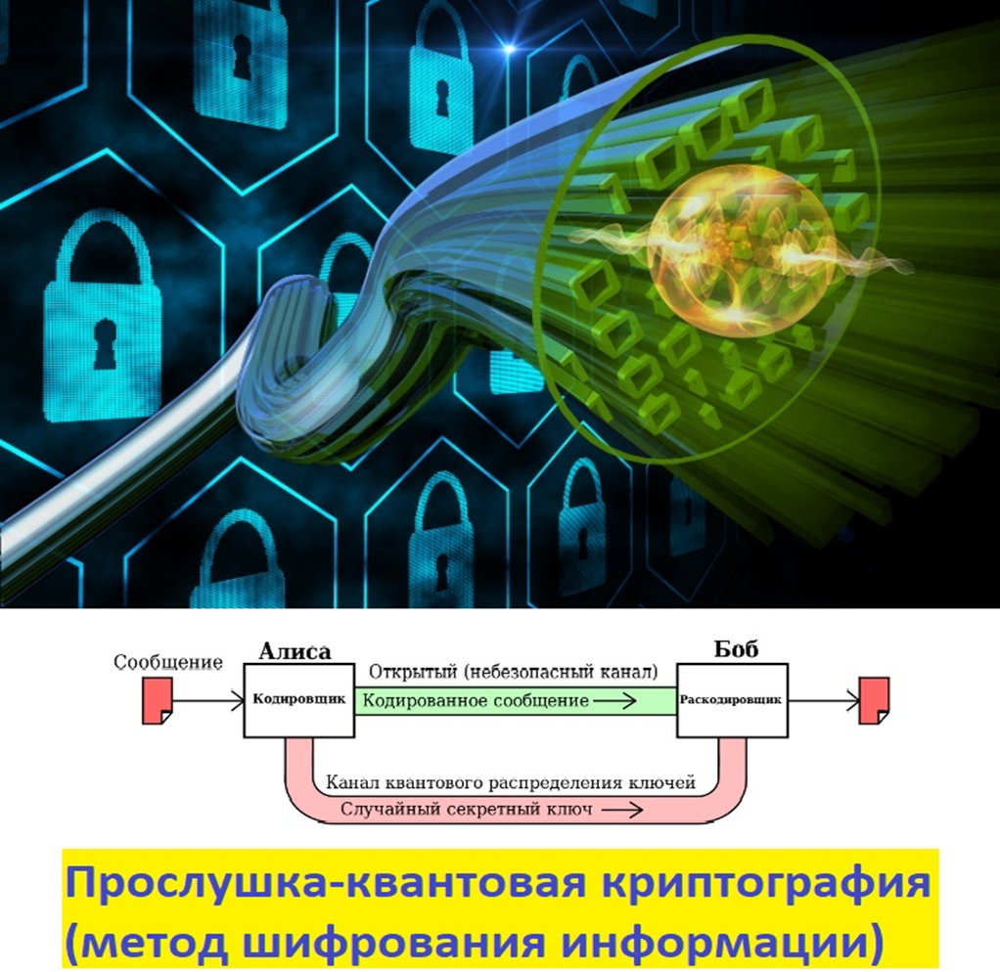 Сообщение
Алиса
Боб
Открытый (небезопасный канал)
Кодировщик
Кодированное сообщение
Раскодировщик
Канал квантового распределения ключей
Случайный секретный ключ
Прослушка-квантовая криптография
(метод шифрования информации)